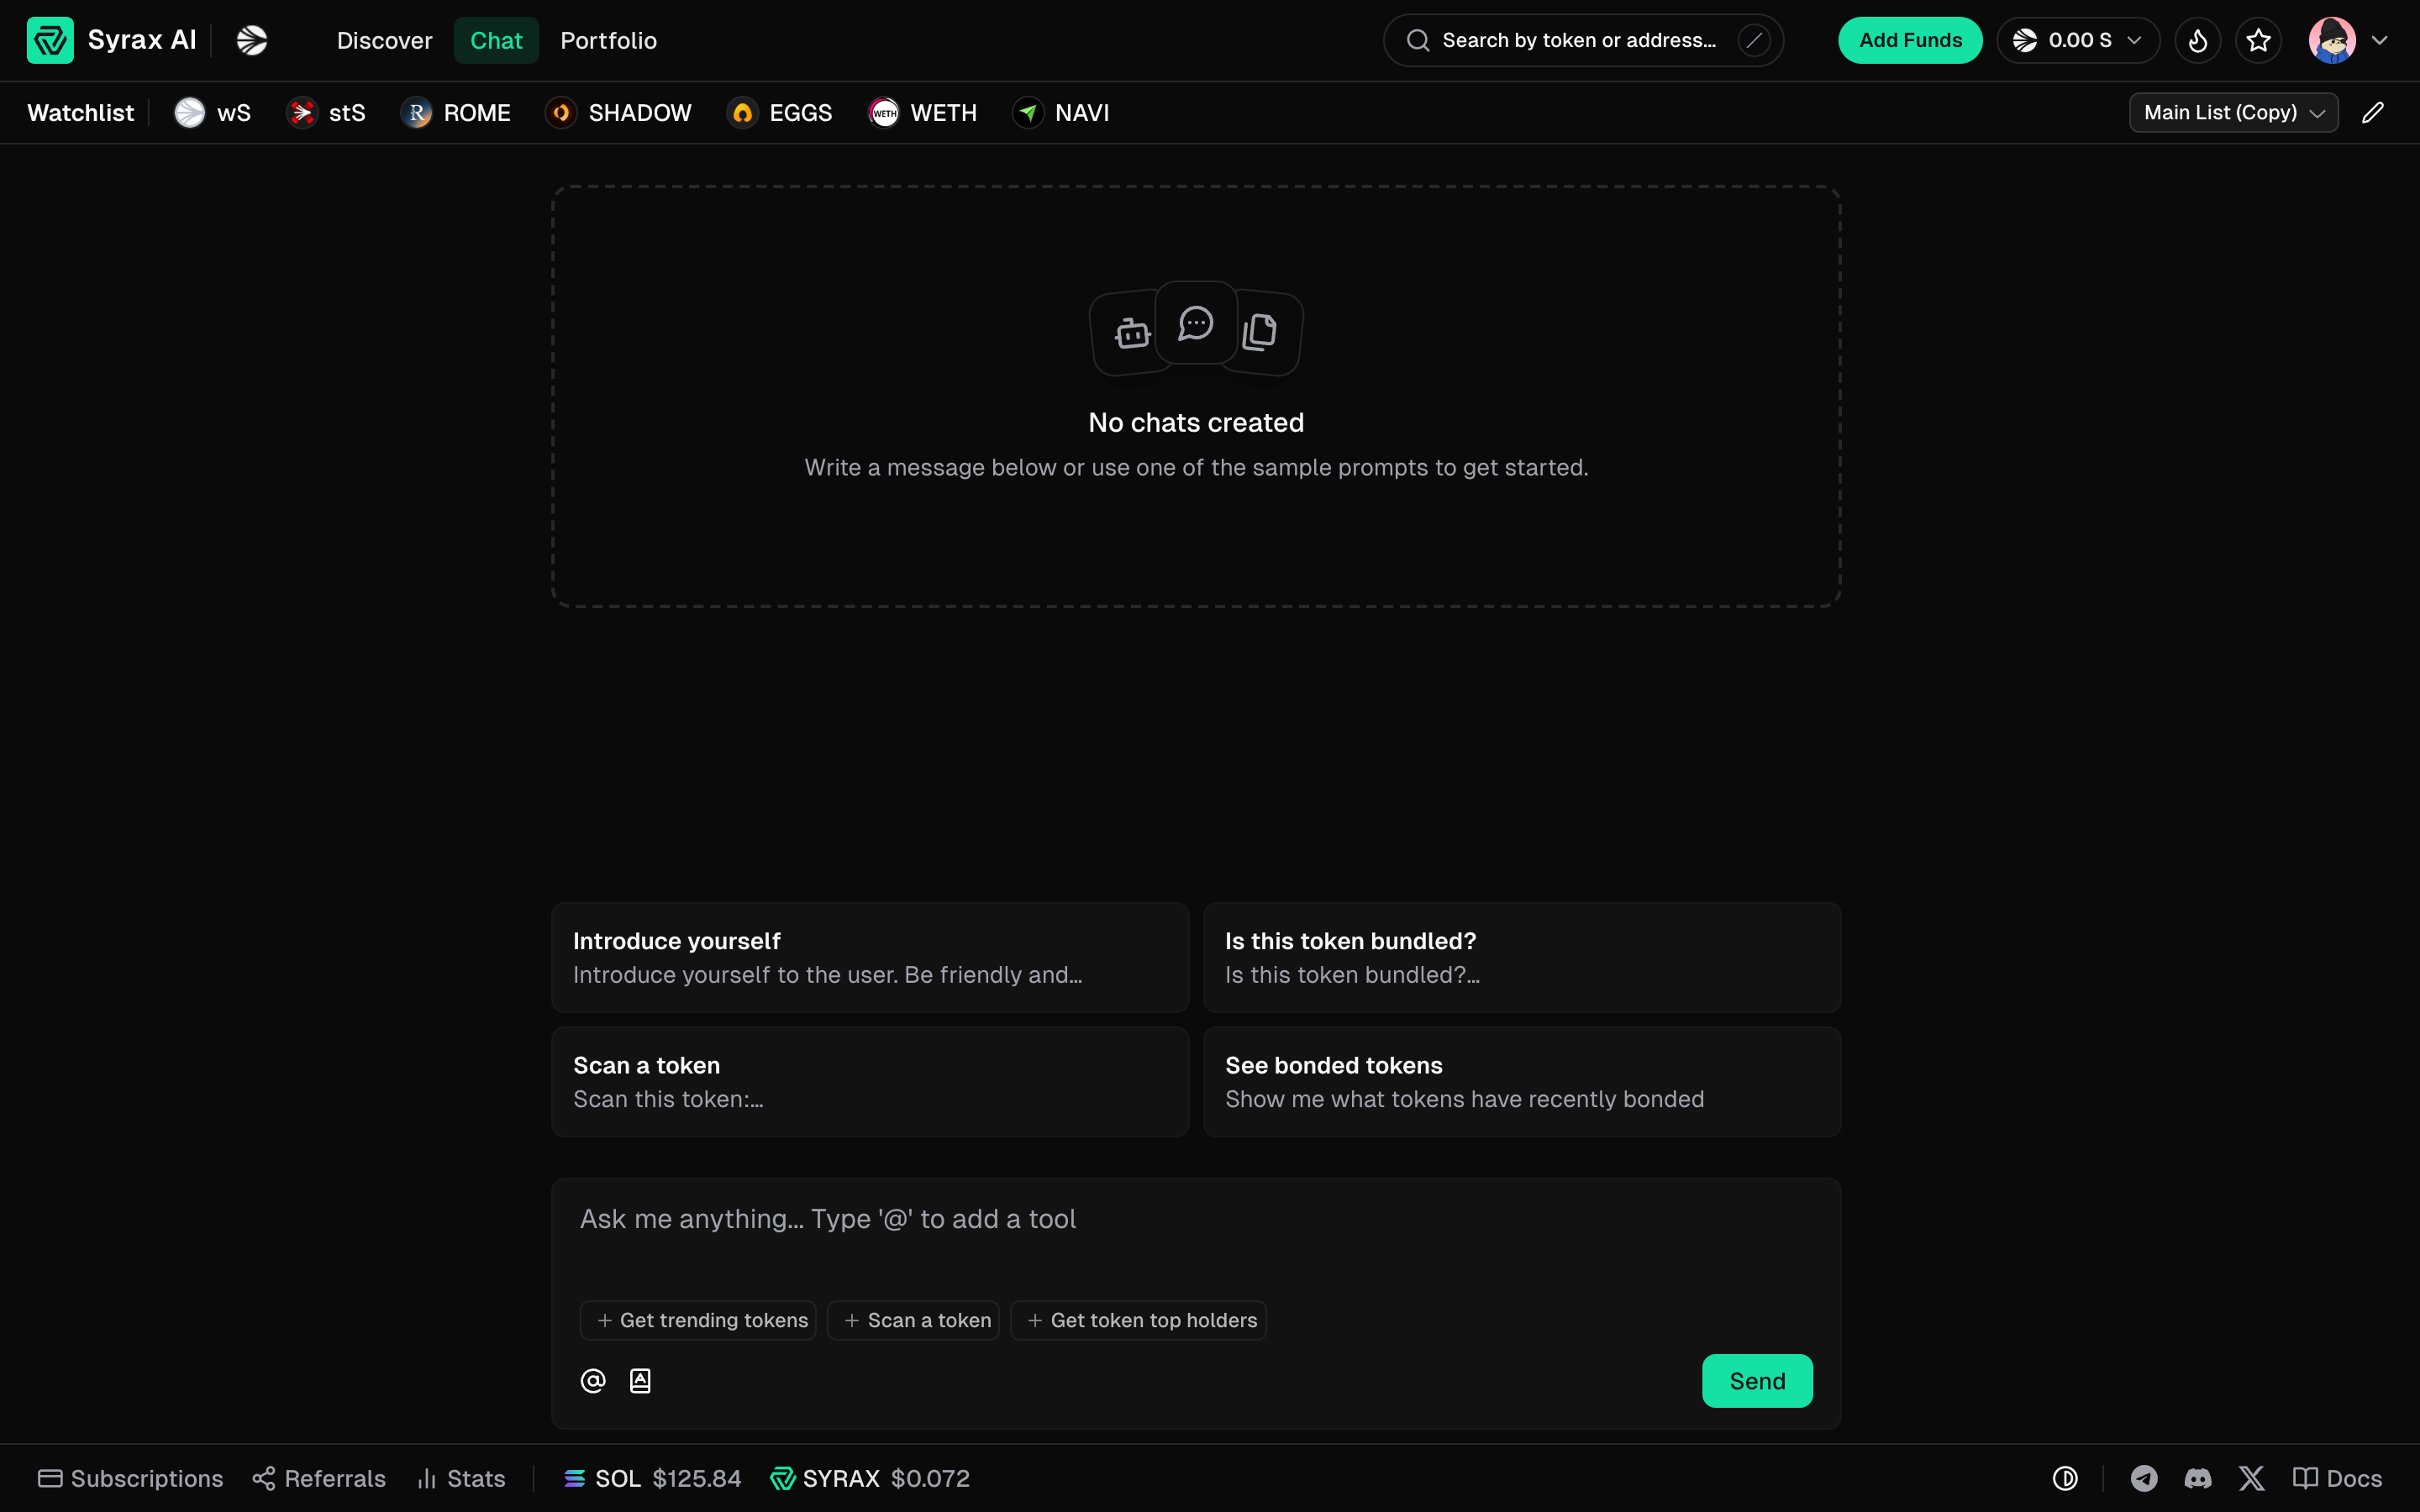 Syrax AI
Discover
Chat
Portfolio
Search by token or address...
Add Funds
0.00 S
Watchlist
wS
stS
R
ROME
SHADOW
EGGS
WETH
WETH
NAVI
Main List (Copy)
No chats created
Write a message below or use one of the sample prompts to get started.
Introduce yourself
Introduce yourself to the user. Be friendly and...
Is this token bundled?
Is this token bundled?...
Scan a token
Scan this token:...
See bonded tokens
Show me what tokens have recently bonded
Ask me anything... Type '@' to add a tool
+ Get trending tokens
+ Scan a token
+ Get token top holders
@
Send
Subscriptions
Referrals
Stats
SOL $125.84
SYRAX $0.072
Docs